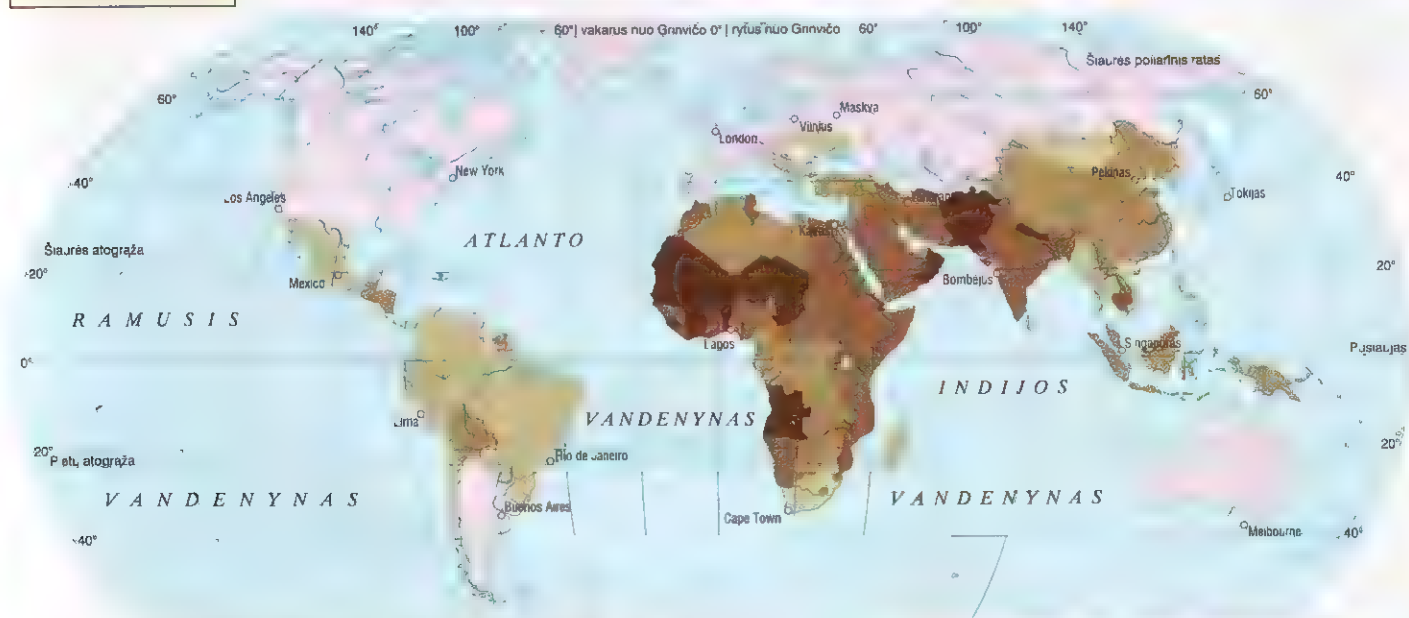 140° 100° 60°| vakarus nuo Grinvičo 0° | rytus nuo Grinvičo 60° 100° 140°
Šiaurės poliarinis ratas
60° 60°
Maskva
Vilnius
London
New York
Pekinas
40° 40°
Los Angeles
Tokijas
ATLANTO
Šiaurės atogrąža
20° 20°
Mexico
Bombėjus
RAMUSIS
Lagos
Singapūras
Pusiaujas
0°
INDIJOS
Lima
VANDENYNAS
20° 20°
Pietų atogrąža
Rio de Janeiro
VANDENYNAS
VANDENYNAS
Buenos Aires
Cape Town
Melbourne
40° 40°